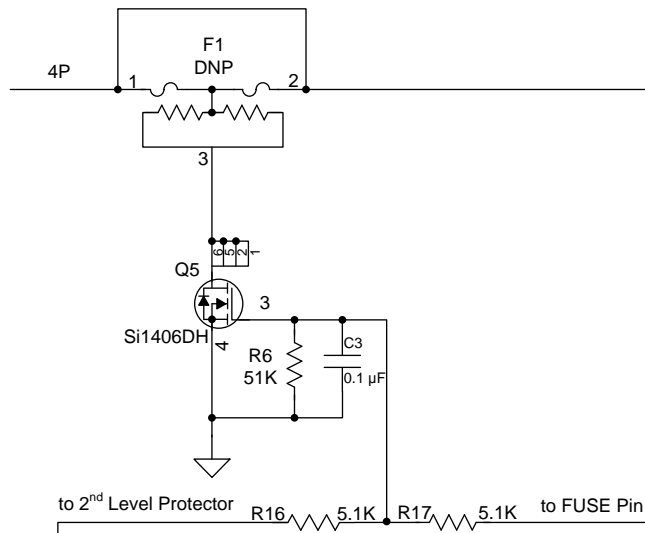 F1
DNP
4P
1
2
3
6
5
2
1
Q5
3
Si1406DH
4
R6
51K
C3
0.1 µF
to 2nd Level Protector
R16
5.1K
R17
5.1K
to FUSE Pin